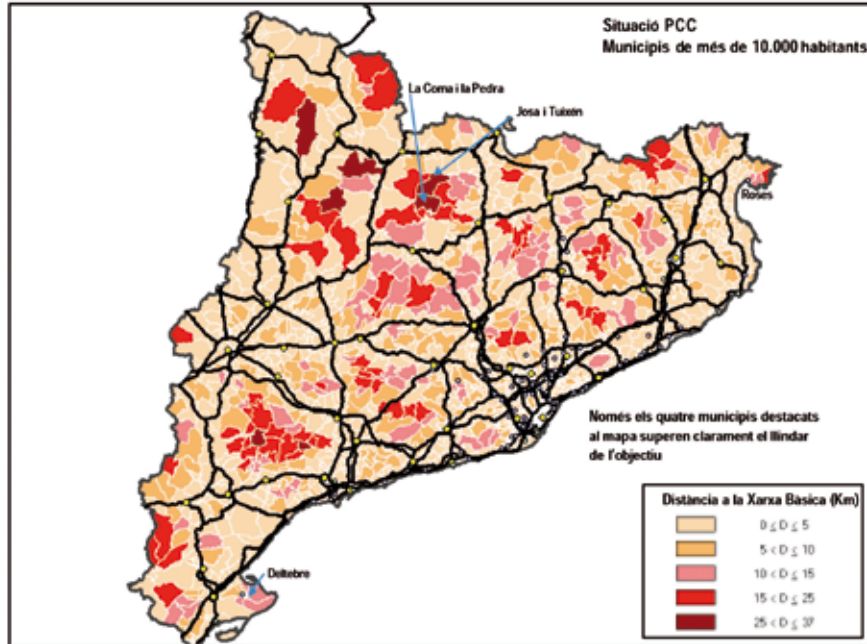 Situació PCC
Municipis de més de 10.000 habitants
La Coma i la Pedra
Josa i Tuixén
Roses
Només els quatre municipis destacats
al mapa superen clarament el llindar
de l'objectiu
Distància a la Xarxa Bàsica (Km)
0 ≤ D ≤ 5
5 < D ≤ 10
10 < D ≤ 15
15 < D ≤ 25
25 < D ≤ 37
Deltebre